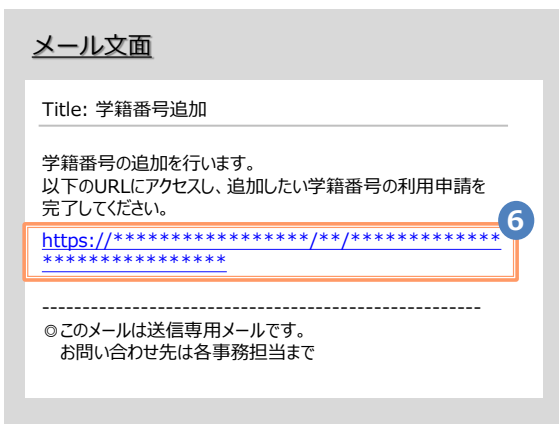 メール文面
Title: 学籍番号追加
学籍番号の追加を行います。
以下のURLにアクセスし、追加したい学籍番号の利用申請を
完了してください。
6
https://*****************/**/*************
****************
-------------------------------------------------------
◎このメールは送信専用メールです。
お問い合わせ先は各事務担当まで